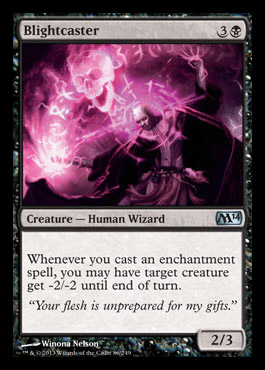 Blightcaster 3
Creature — Human Wizard M14
Whenever you cast an enchantment
spell, you may have target creature
get -2/-2 until end of turn.
“Your flesh is unprepared for my gifts.”
Winona Nelson
™ & © 2013 Wizards of the Coast 86/249
2/3